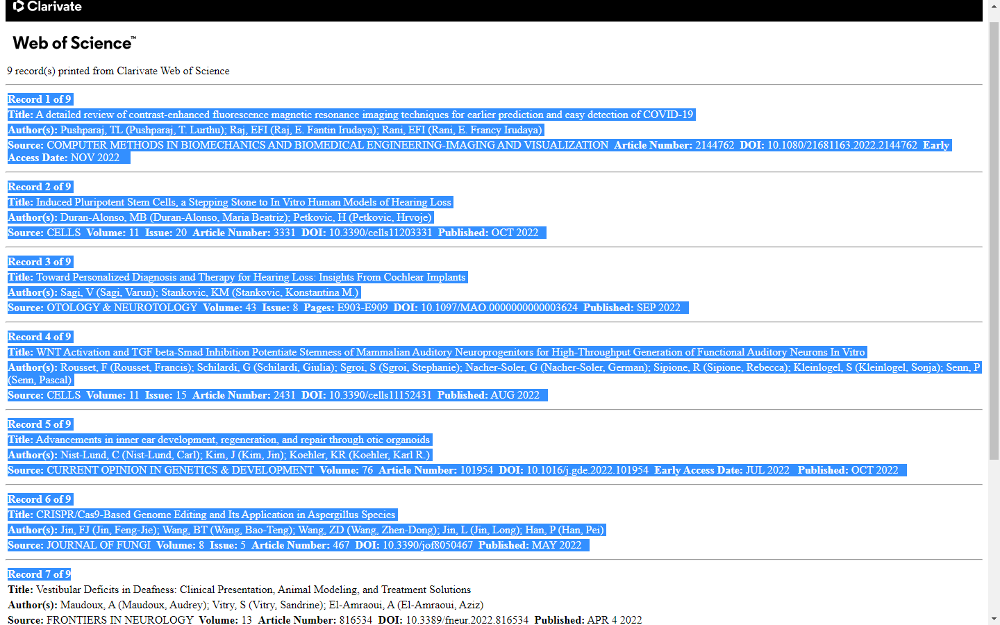 Clarivate
Web of Science™
9 record(s) printed from Clarivate Web of Science
Record 1 of 9
Title: A detailed review of contrast-enhanced fluorescence magnetic resonance imaging techniques for earlier prediction and easy detection of COVID-19
Author(s): Pushparaj, TL (Pushparaj, T. Lurthu); Raj, EFI (Raj, E. Fantin Irudaya); Rani, EFI (Rani, E. Francy Irudaya)
Source: COMPUTER METHODS IN BIOMECHANICS AND BIOMEDICAL ENGINEERING-IMAGING AND VISUALIZATION Article Number: 2144762 DOI: 10.1080/21681163.2022.2144762 Early
Access Date: NOV 2022
Record 2 of 9
Title: Induced Pluripotent Stem Cells, a Stepping Stone to In Vitro Human Models of Hearing Loss
Author(s): Duran-Alonso, MB (Duran-Alonso, Maria Beatriz); Petkovic, H (Petkovic, Hrvoje)
Source: CELLS Volume: 11 Issue: 20 Article Number: 3331 DOI: 10.3390/cells11203331 Published: OCT 2022
Record 3 of 9
Title: Toward Personalized Diagnosis and Therapy for Hearing Loss: Insights From Cochlear Implants
Author(s): Sagi, V (Sagi, Varun); Stankovic, KM (Stankovic, Konstantina M.)
Source: OTOLOGY & NEUROTOLOGY Volume: 43 Issue: 8 Pages: E903-E909 DOI: 10.1097/MAO.0000000000003624 Published: SEP 2022
Record 4 of 9
Title: WNT Activation and TGF beta-Smad Inhibition Potentiate Stemness of Mammalian Auditory Neuroprogenitors for High-Throughput Generation of Functional Auditory Neurons In Vitro
Author(s): Rousset, F (Rousset, Francis); Schilardi, G (Schilardi, Giulia); Sgroi, S (Sgroi, Stephanie); Nacher-Soler, G (Nacher-Soler, German); Sipione, R (Sipione, Rebecca); Kleinlogel, S (Kleinlogel, Sonja); Senn, P
(Senn, Pascal)
Source: CELLS Volume: 11 Issue: 15 Article Number: 2431 DOI: 10.3390/cells11152431 Published: AUG 2022
Record 5 of 9
Title: Advancements in inner ear development, regeneration, and repair through otic organoids
Author(s): Nist-Lund, C (Nist-Lund, Carl); Kim, J (Kim, Jin); Koehler, KR (Koehler, Karl R.)
Source: CURRENT OPINION IN GENETICS & DEVELOPMENT Volume: 76 Article Number: 101954 DOI: 10.1016/j.gde.2022.101954 Early Access Date: JUL 2022 Published: OCT 2022
Record 6 of 9
Title: CRISPR/Cas9-Based Genome Editing and Its Application in Aspergillus Species
Author(s): Jin, FJ (Jin, Feng-Jie); Wang, BT (Wang, Bao-Teng); Wang, ZD (Wang, Zhen-Dong); Jin, L (Jin, Long); Han, P (Han, Pei)
Source: JOURNAL OF FUNGI Volume: 8 Issue: 5 Article Number: 467 DOI: 10.3390/jof8050467 Published: MAY 2022
Record 7 of 9
Title: Vestibular Deficits in Deafness: Clinical Presentation, Animal Modeling, and Treatment Solutions
Author(s): Maudoux, A (Maudoux, Audrey); Vitry, S (Vitry, Sandrine); El-Amraoui, A (El-Amraoui, Aziz)
Source: FRONTIERS IN NEUROLOGY Volume: 13 Article Number: 816534 DOI: 10.3389/fneur.2022.816534 Published: APR 4 2022